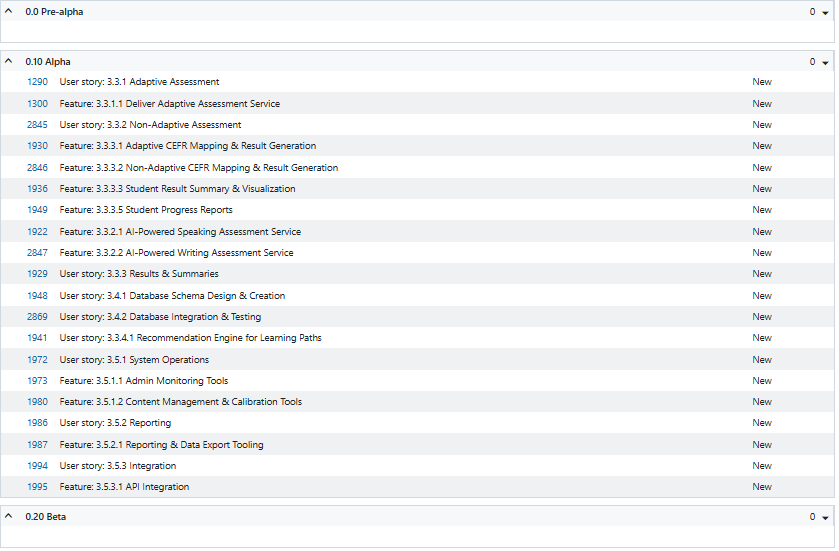 0.0 Pre-alpha 0
0.10 Alpha 0
1290 User story: 3.3.1 Adaptive Assessment New
1300 Feature: 3.3.1.1 Deliver Adaptive Assessment Service New
2845 User story: 3.3.2 Non-Adaptive Assessment New
1930 Feature: 3.3.3.1 Adaptive CEFR Mapping & Result Generation New
2846 Feature: 3.3.3.2 Non-Adaptive CEFR Mapping & Result Generation New
1936 Feature: 3.3.3.3 Student Result Summary & Visualization New
1949 Feature: 3.3.3.5 Student Progress Reports New
1922 Feature: 3.3.2.1 AI-Powered Speaking Assessment Service New
2847 Feature: 3.3.2.2 AI-Powered Writing Assessment Service New
1929 User story: 3.3.3 Results & Summaries New
1948 User story: 3.4.1 Database Schema Design & Creation New
2869 User story: 3.4.2 Database Integration & Testing New
1941 User story: 3.3.4.1 Recommendation Engine for Learning Paths New
1972 User story: 3.5.1 System Operations New
1973 Feature: 3.5.1.1 Admin Monitoring Tools New
1980 Feature: 3.5.1.2 Content Management & Calibration Tools New
1986 User story: 3.5.2 Reporting New
1987 Feature: 3.5.2.1 Reporting & Data Export Tooling New
1994 User story: 3.5.3 Integration New
1995 Feature: 3.5.3.1 API Integration New
0.20 Beta 0